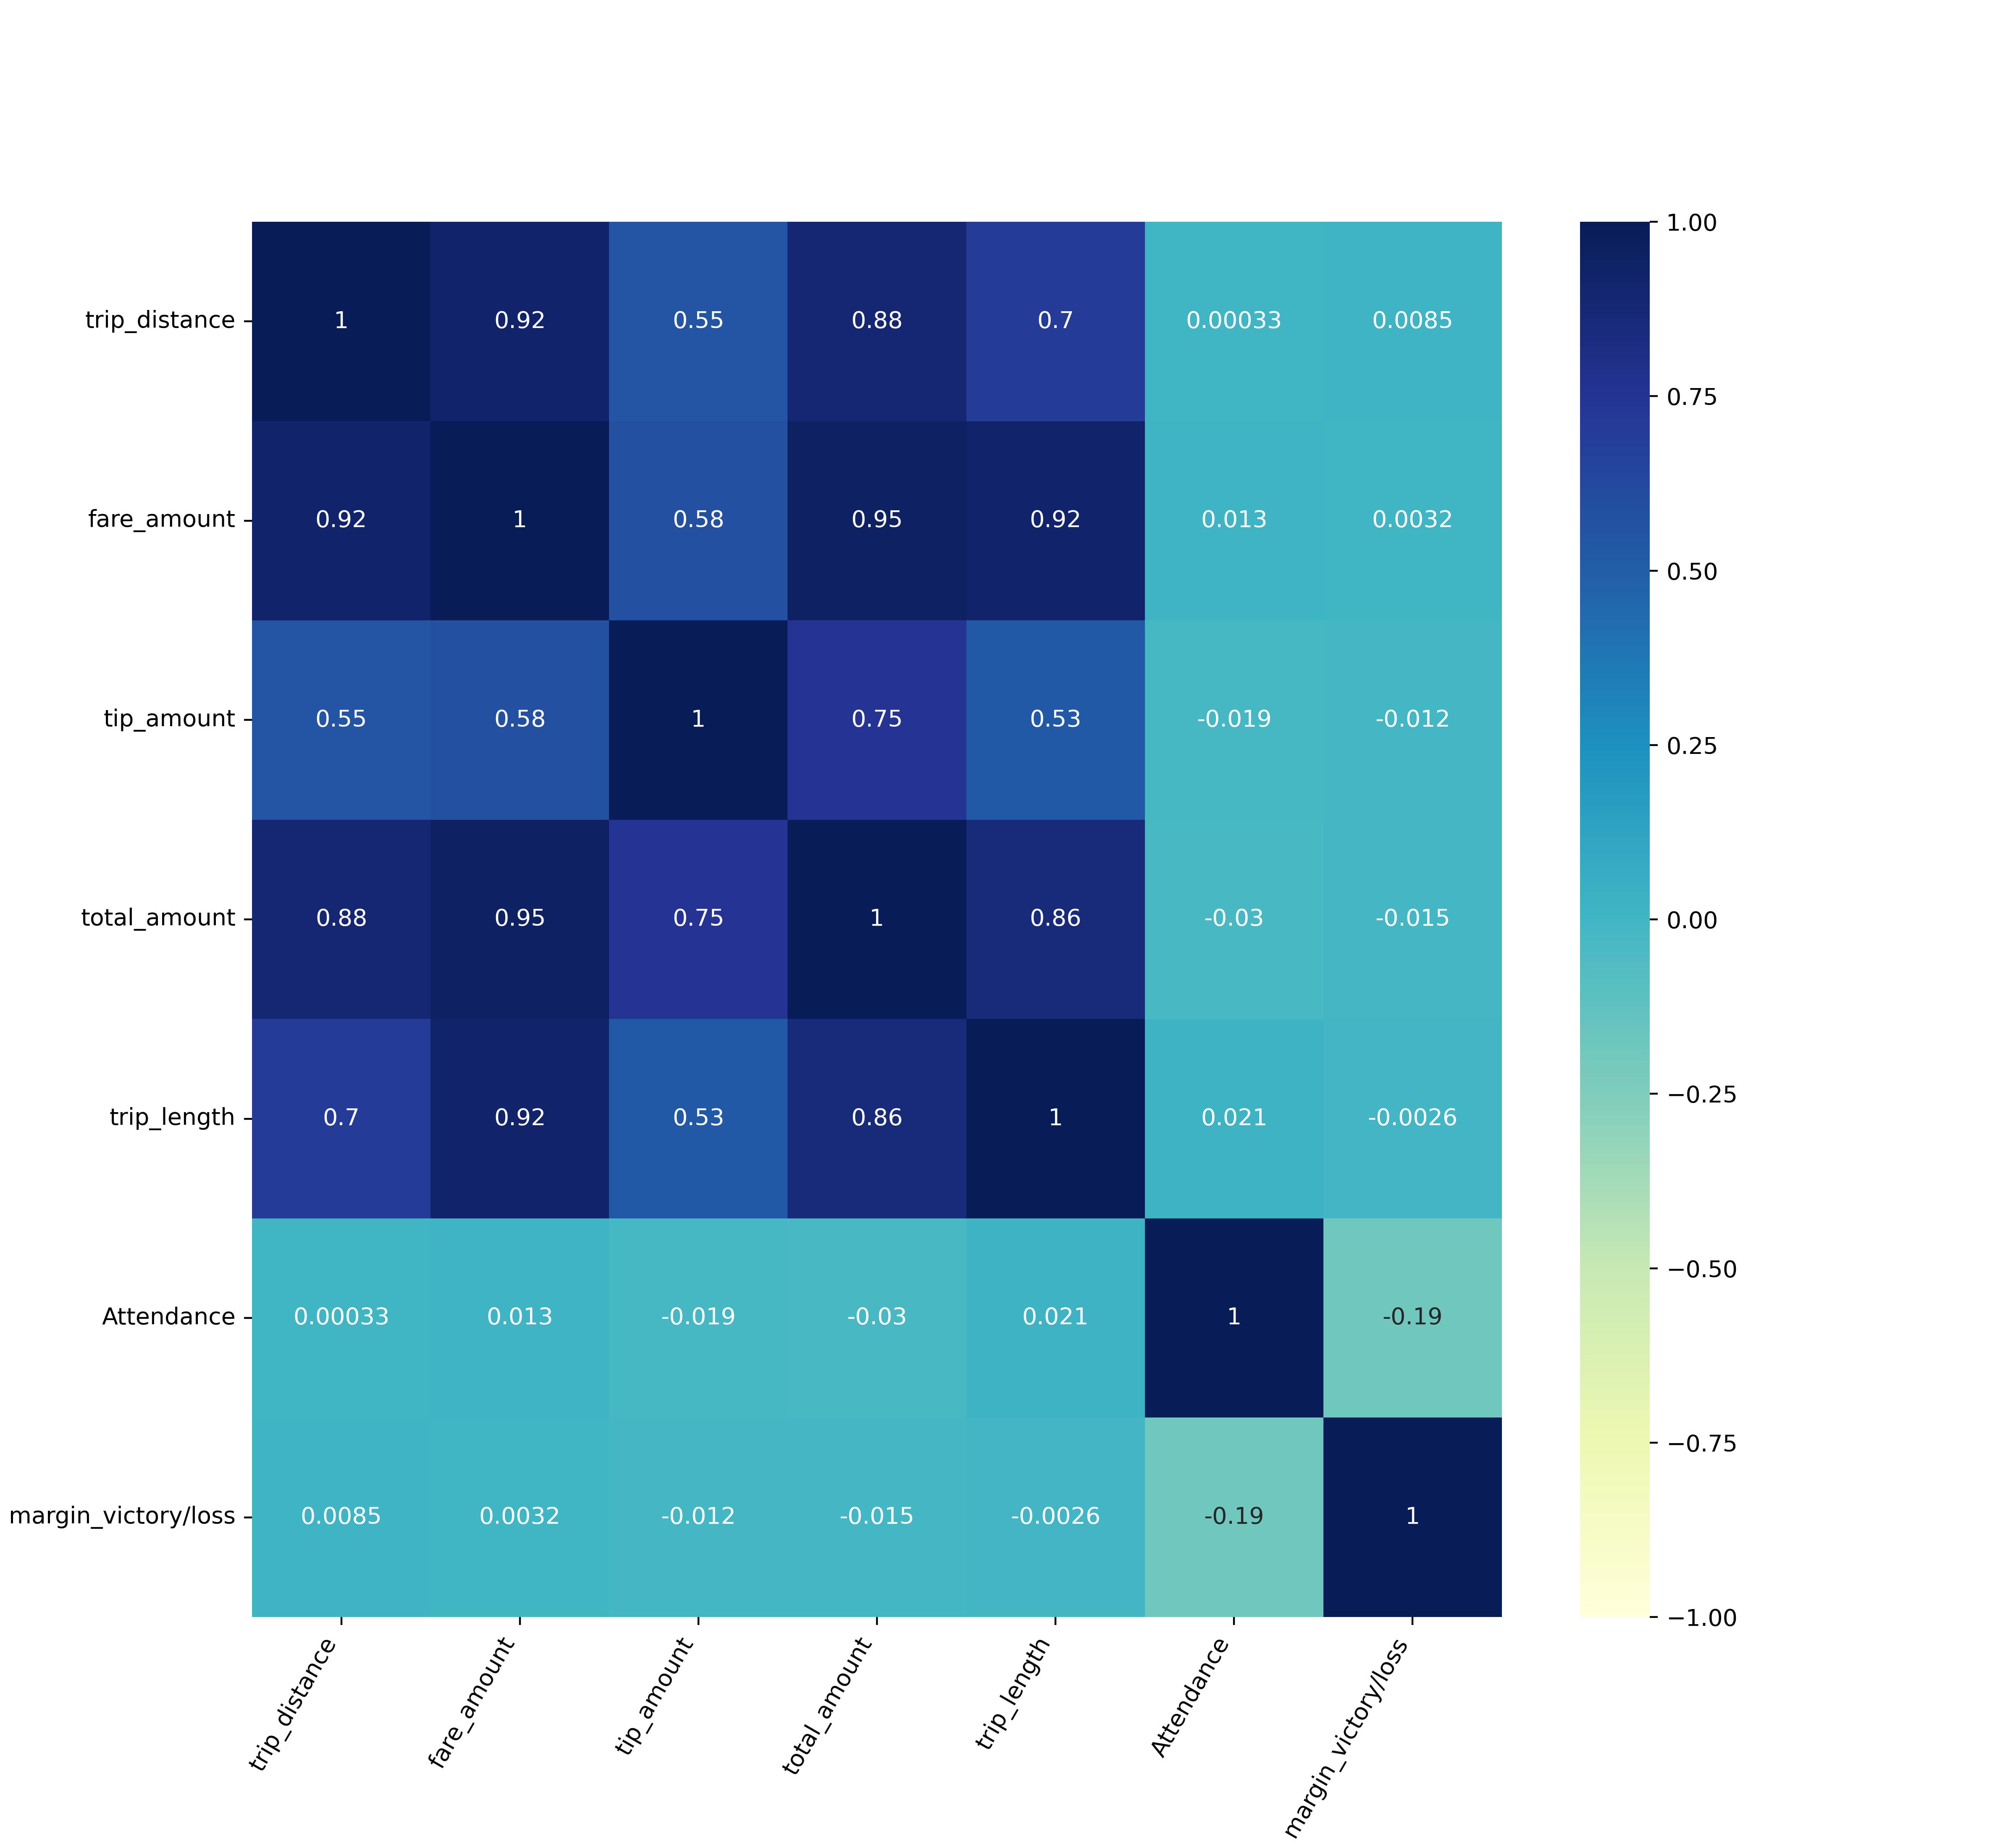 1.00
trip_distance 1 0.92 0.55 0.88 0.7 0.00033 0.0085
0.75
fare_amount 0.92 1 0.58 0.95 0.92 0.013 0.0032
0.50
tip_amount 0.55 0.58 1 0.75 0.53 -0.019 -0.012
0.25
total_amount 0.88 0.95 0.75 1 0.86 -0.03 -0.015
0.00
trip_length 0.7 0.92 0.53 0.86 1 0.021 -0.0026
−0.25
−0.50
Attendance 0.00033 0.013 -0.019 -0.03 0.021 1 -0.19
−0.75
margin_victory/loss 0.0085 0.0032 -0.012 -0.015 -0.0026 -0.19 1
−1.00
trip_distance fare_amount tip_amount total_amount trip_length Attendance margin_victory/loss